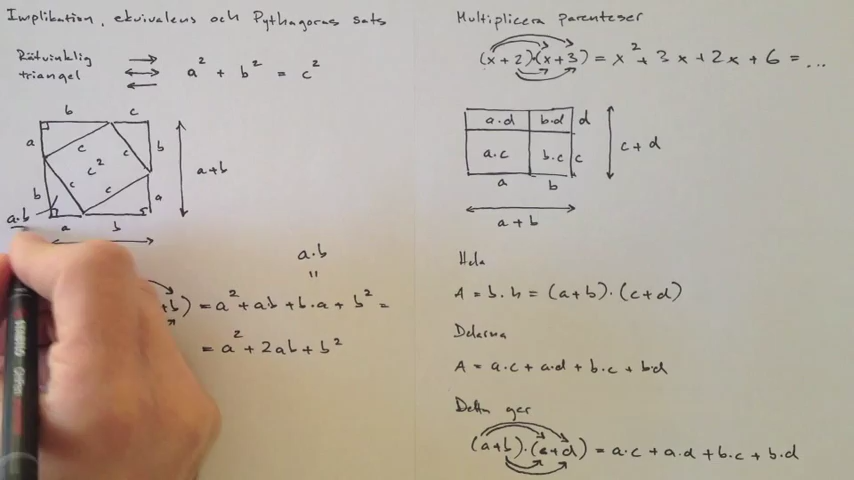 Implikation, ekvivalens och Pythagoras sats
Rätvinklig
triangel → ↔ ← a² + b² = c²
b c
a c c b
c²
b c c a
a·b a b
a+b
a·b
"
+b) = a² + a·b + b·a + b² =
= a² + 2ab + b²
Multiplicera parenteser
(x+2)·(x+3) = x² + 3x + 2x + 6 = ...
a·d b·d d
a·c b·c c
c+d
a b
a+b
Hela
A = b·h = (a+b)·(c+d)
Delarna
A = a·c + a·d + b·c + b·d
Detta ger
(a+b)·(c+d) = a·c + a·d + b·c + b·d